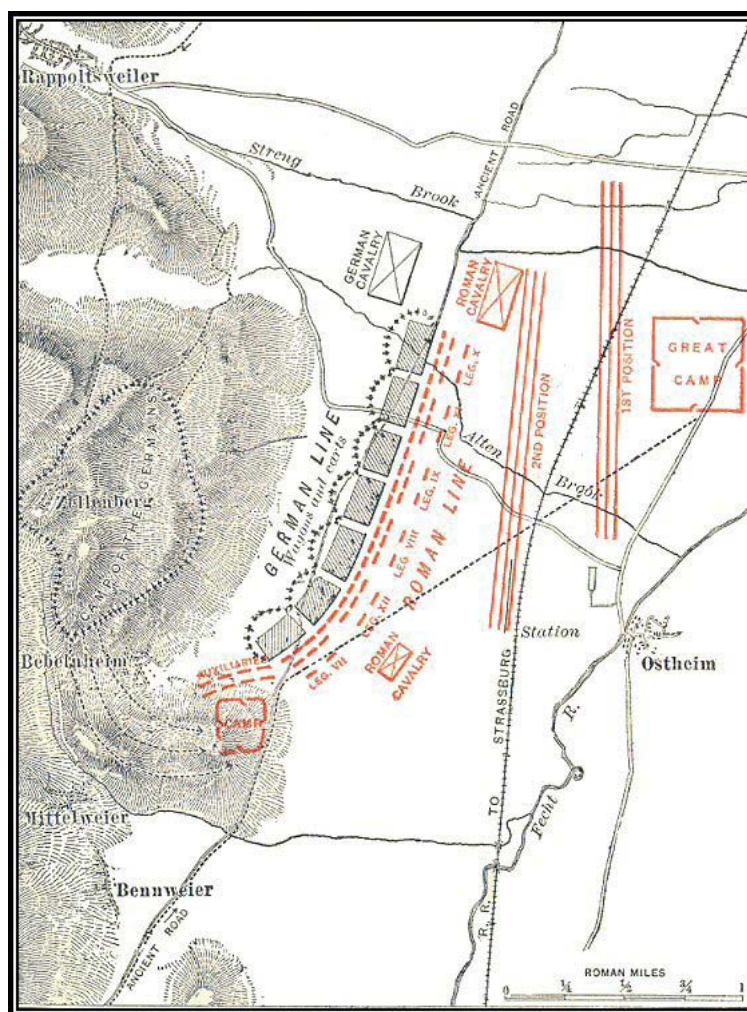 Rappoltsweiler
Streng
Brook
ANCIENT ROAD
GERMAN
CAVALRY
ROMAN
CAVALRY
GREAT
CAMP
1ST POSITION
2ND POSITION
LEG. X
LEG. XI
LEG. IX
LEG. VIII
LEG. XII
LEG. VII
Alten
Brook
GERMAN LINE
Wagons and carts
ROMAN LINE
Zellenberg
CAMP OF THE GERMANS
Bebelnheim
AUXILIARIES
CAMP
ROMAN
CAVALRY
Station
Ostheim
R. R. TO STRASSBURG
Fecht R.
Mittelweier
Bennweier
ANCIENT ROAD
ROMAN MILES
0 ¼ ½ ¾ 1